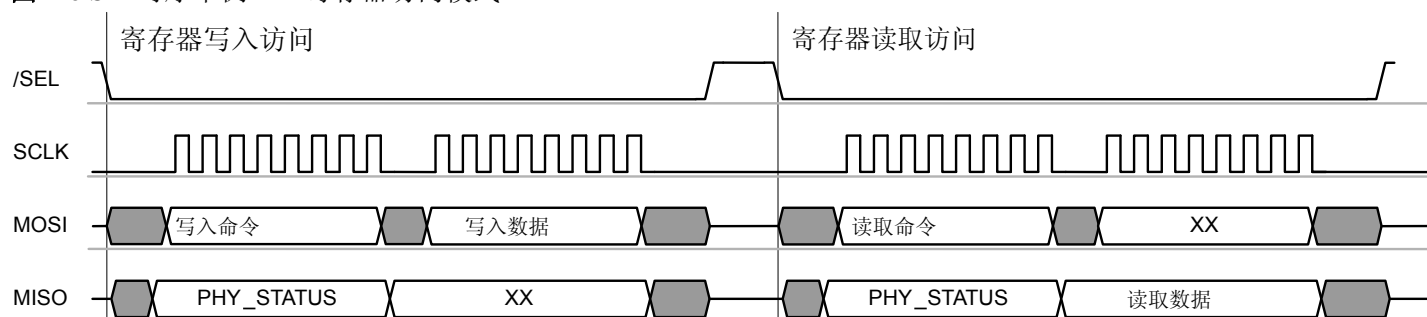 寄存器写入访问
寄存器读取访问
/SEL
SCLK
MOSI
写入命令
写入数据
读取命令
XX
MISO
PHY_STATUS
XX
PHY_STATUS
读取数据